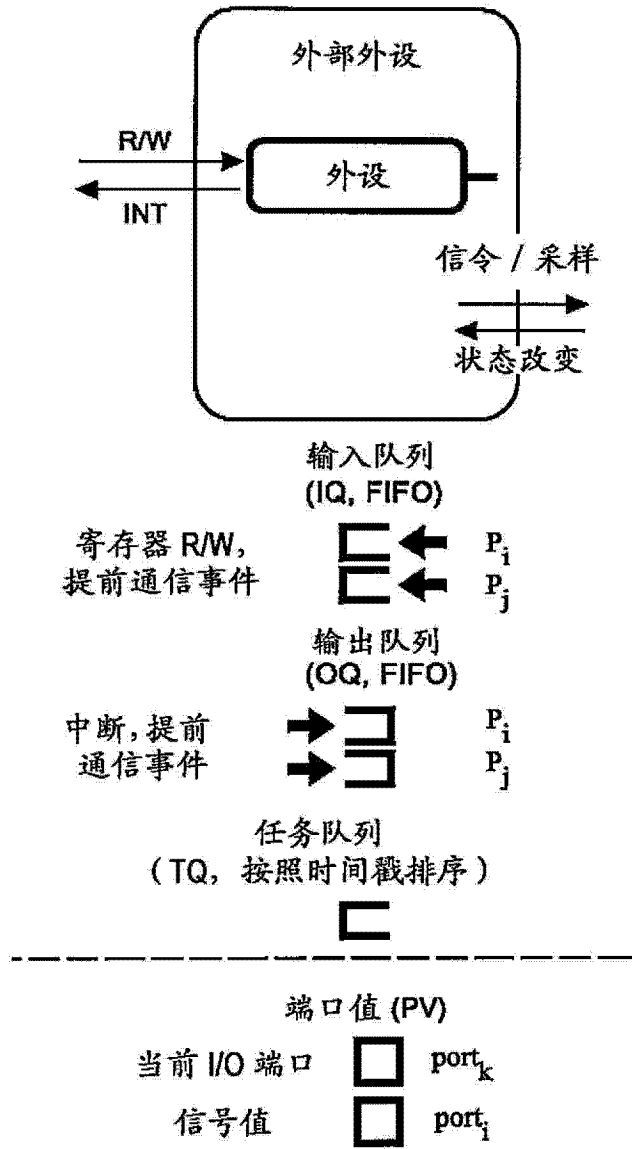 外部外设
R/W
外设
INT
信令 / 采样
状态改变
输入队列
(IQ, FIFO)
寄存器 R/W，
提前通信事件
Pi
Pj
输出队列
(OQ, FIFO)
中断，提前
通信事件
Pi
Pj
任务队列
（TQ，按照时间戳排序）
端口值 (PV)
当前 I/O 端口 portk
信号值 porti